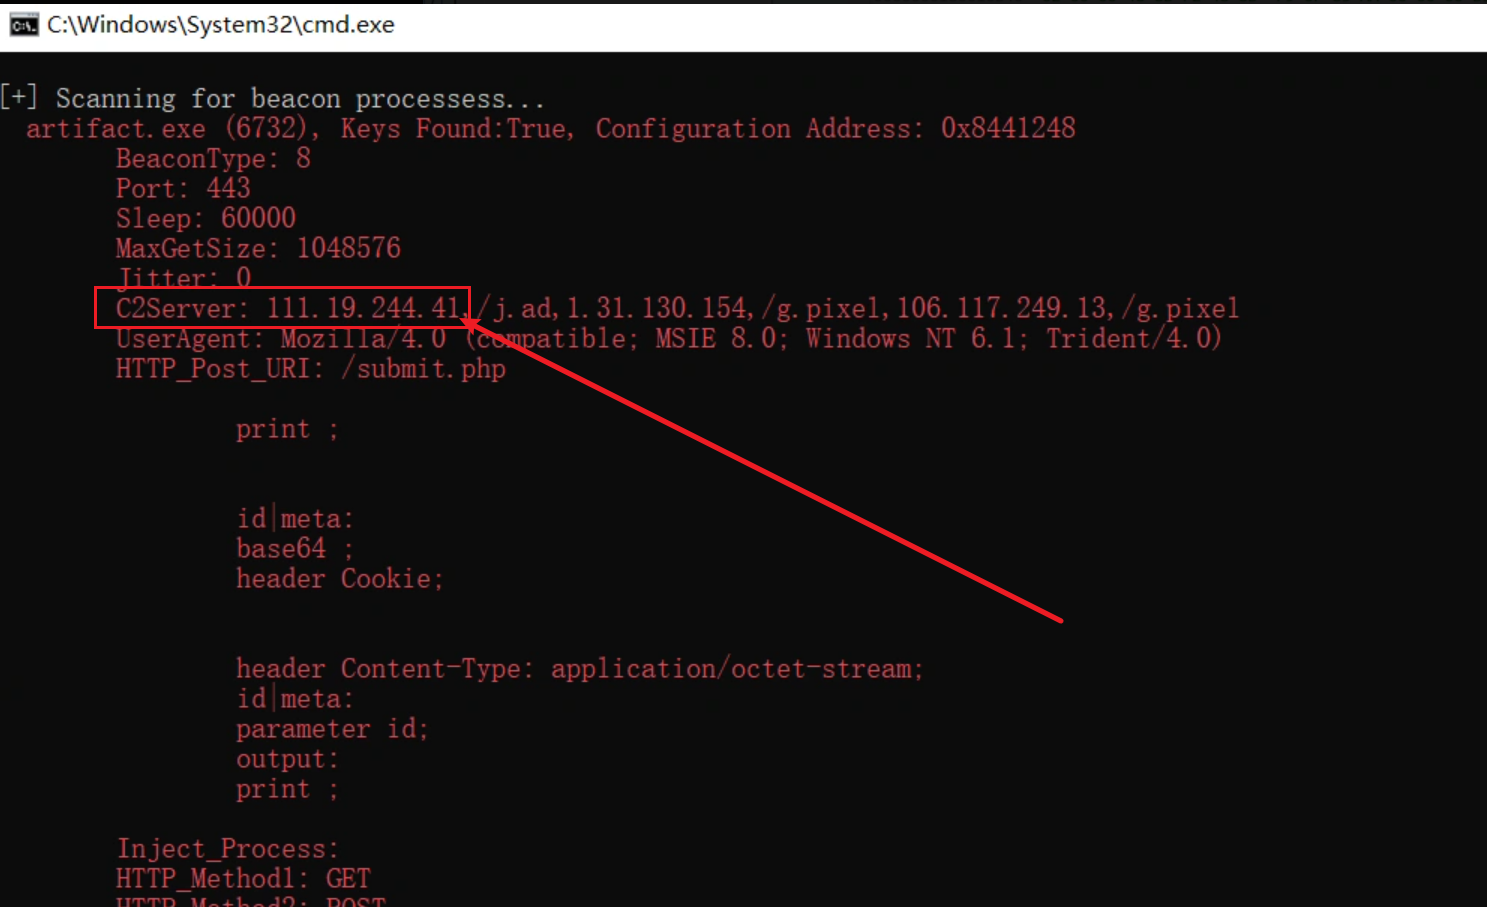 C:\Windows\System32\cmd.exe
[+] Scanning for beacon processess...
artifact.exe (6732), Keys Found:True, Configuration Address: 0x8441248
BeaconType: 8
Port: 443
Sleep: 60000
MaxGetSize: 1048576
Jitter: 0
C2Server: 111.19.244.41,/j.ad,1.31.130.154,/g.pixel,106.117.249.13,/g.pixel
UserAgent: Mozilla/4.0 (compatible; MSIE 8.0; Windows NT 6.1; Trident/4.0)
HTTP_Post_URI: /submit.php
print ;
id|meta:
base64 ;
header Cookie;
header Content-Type: application/octet-stream;
id|meta:
parameter id;
output:
print ;
Inject_Process:
HTTP_Method1: GET
HTTP_Method2: POST